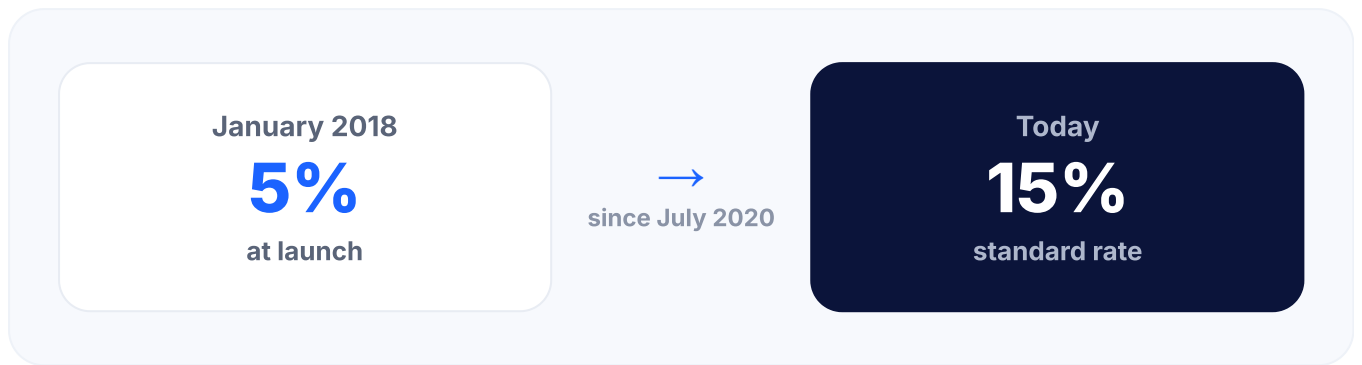 January 2018
5%
at launch
→
since July 2020
Today
15%
standard rate